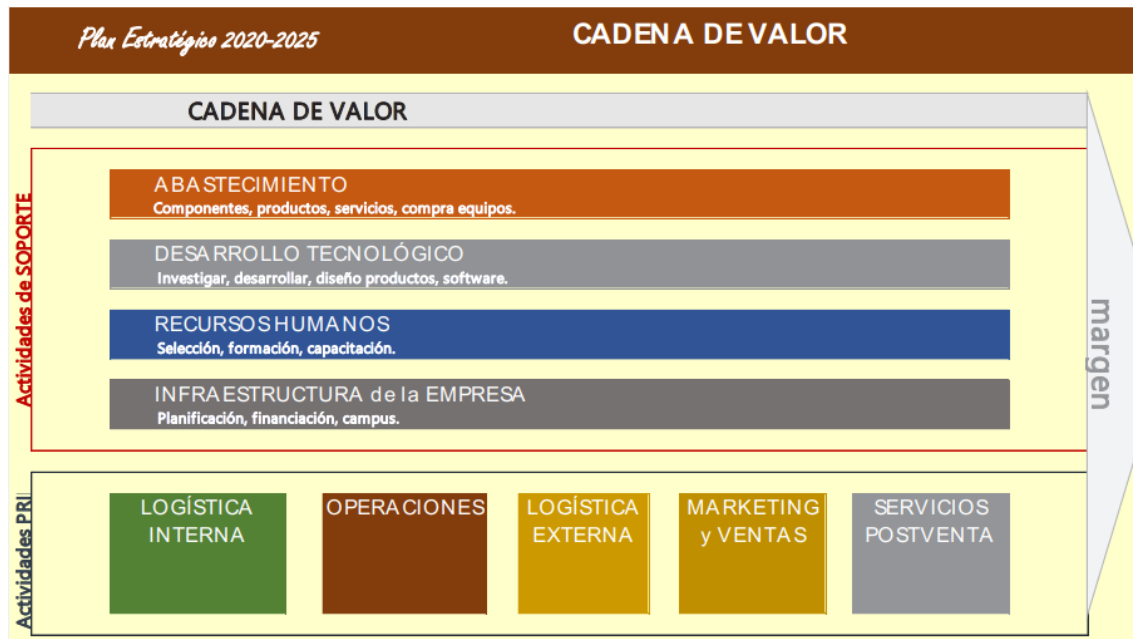 Plan Estratégico 2020-2025
CADENA DE VALOR
CADENA DE VALOR
Actividades de SOPORTE
ABASTECIMIENTO
Componentes, productos, servicios, compra equipos.
DESARROLLO TECNOLÓGICO
Investigar, desarrollar, diseño productos, software.
RECURSOS HUMANOS
Selección, formación, capacitación.
INFRAESTRUCTURA de la EMPRESA
Planificación, financiación, campus.
margen
Actividades PRI
LOGÍSTICA
INTERNA
OPERACIONES
LOGÍSTICA
EXTERNA
MARKETING
y VENTAS
SERVICIOS
POSTVENTA